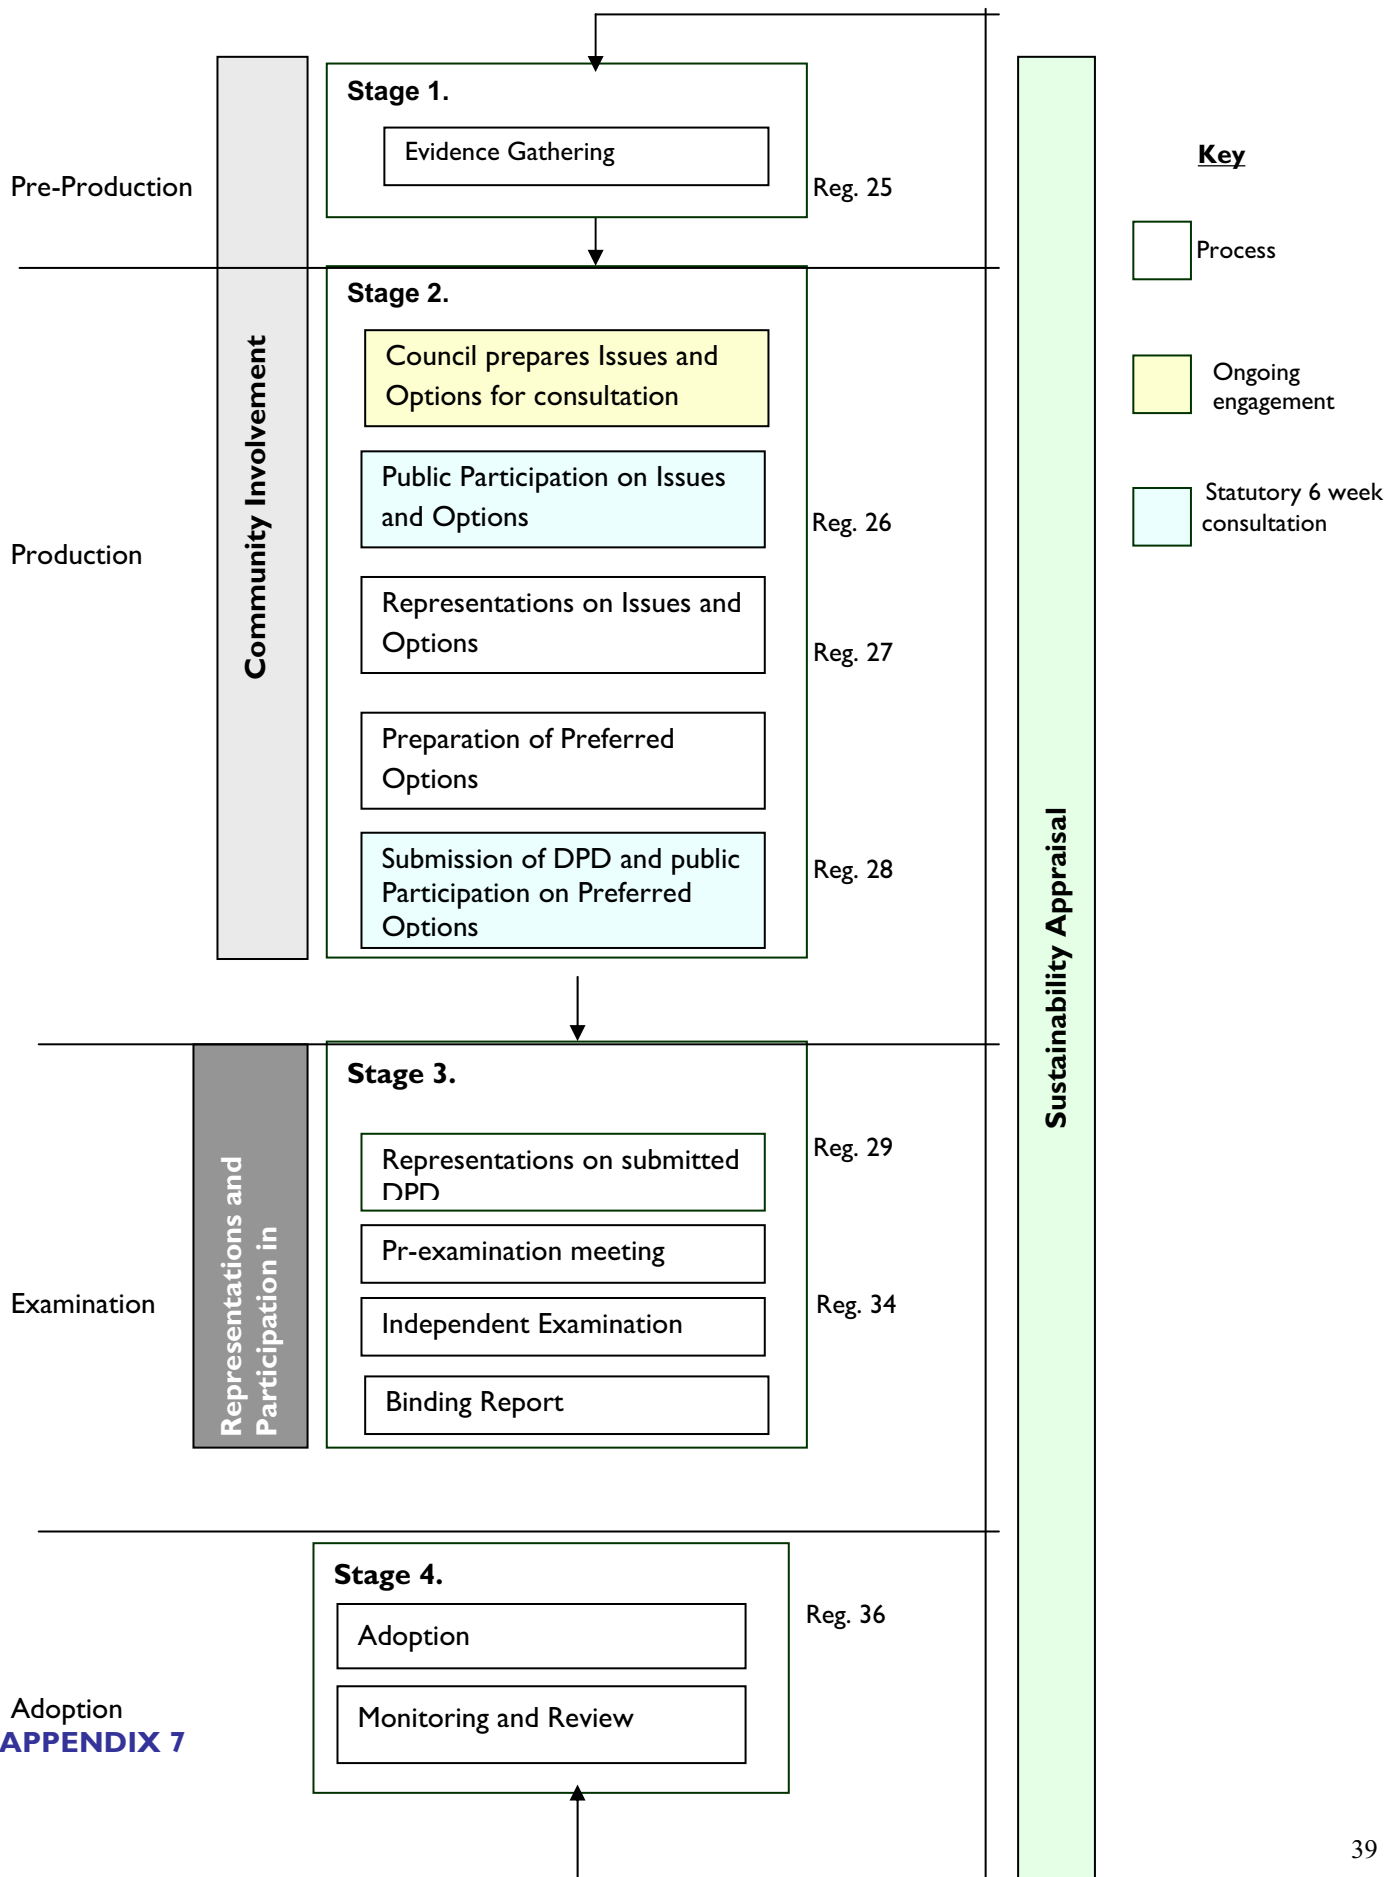 Stage 1.
Evidence Gathering
Pre-Production
Reg. 25
Key
Process
Ongoing
engagement
Statutory 6 week
consultation
Community Involvement
Stage 2.
Council prepares Issues and
Options for consultation
Public Participation on Issues
and Options
Reg. 26
Production
Representations on Issues and
Options
Reg. 27
Preparation of Preferred
Options
Submission of DPD and public
Participation on Preferred
Options
Reg. 28
Sustainability Appraisal
Representations and
Participation in
Stage 3.
Representations on submitted
DPD
Reg. 29
Pr-examination meeting
Examination
Independent Examination
Reg. 34
Binding Report
Stage 4.
Adoption
Reg. 36
Monitoring and Review
Adoption
APPENDIX 7
39